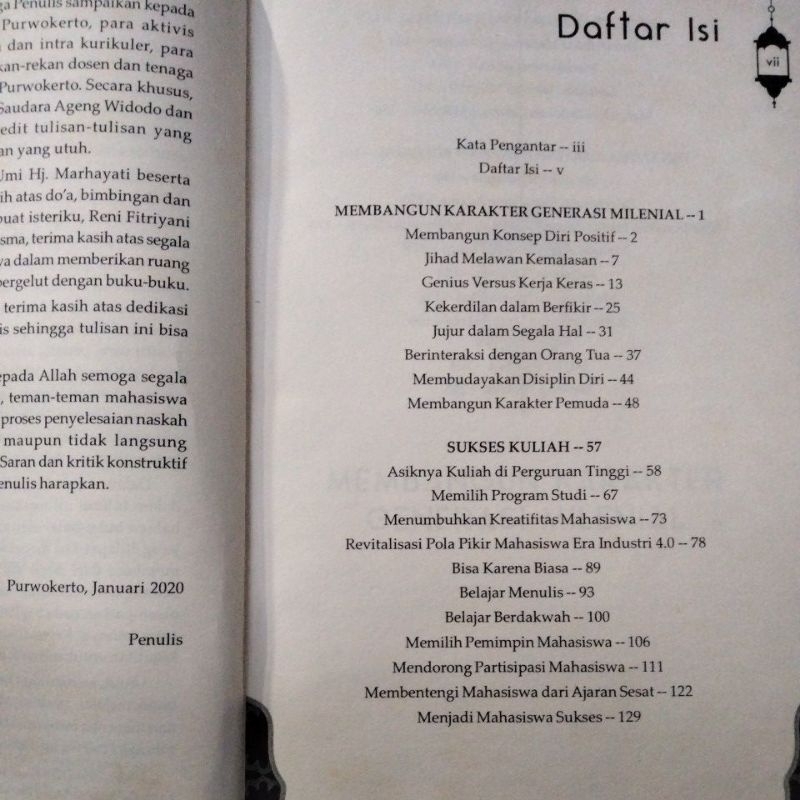 ga Penulis sampaikan kepada
Purwokerto, para aktivis
dan intra kurikuler, para
kan-rekan dosen dan tenaga
Purwokerto. Secara khusus,
Saudara Ageng Widodo dan
edit tulisan-tulisan yang
an yang utuh.
Umi Hj. Marhayati beserta
ih atas do'a, bimbingan dan
buat isteriku, Reni Fitriyani
sma, terima kasih atas segala
ya dalam memberikan ruang
bergelut dengan buku-buku.
terima kasih atas dedikasi
is sehingga tulisan ini bisa
epada Allah semoga segala
, teman-teman mahasiswa
proses penyelesaian naskah
maupun tidak langsung
Saran dan kritik konstruktif
enulis harapkan.
Purwokerto, Januari 2020
Penulis
Daftar Isi
vii
Kata Pengantar -- iii
Daftar Isi -- v
MEMBANGUN KARAKTER GENERASI MILENIAL -- 1
Membangun Konsep Diri Positif -- 2
Jihad Melawan Kemalasan -- 7
Genius Versus Kerja Keras -- 13
Kekerdilan dalam Berfikir -- 25
Jujur dalam Segala Hal -- 31
Berinteraksi dengan Orang Tua -- 37
Membudayakan Disiplin Diri -- 44
Membangun Karakter Pemuda -- 48
SUKSES KULIAH -- 57
Asiknya Kuliah di Perguruan Tinggi -- 58
Memilih Program Studi -- 67
Menumbuhkan Kreatifitas Mahasiswa -- 73
Revitalisasi Pola Pikir Mahasiswa Era Industri 4.0 -- 78
Bisa Karena Biasa -- 89
Belajar Menulis -- 93
Belajar Berdakwah -- 100
Memilih Pemimpin Mahasiswa -- 106
Mendorong Partisipasi Mahasiswa -- 111
Membentengi Mahasiswa dari Ajaran Sesat -- 122
Menjadi Mahasiswa Sukses -- 129